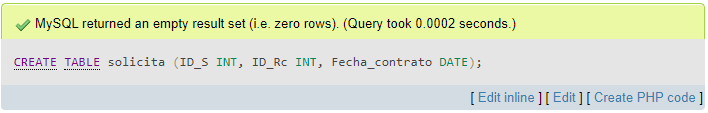 MySQL returned an empty result set (i.e. zero rows). (Query took 0.0002 seconds.)
CREATE TABLE solicita (ID_S INT, ID_Rc INT, Fecha_contrato DATE);
[ Edit inline ] [ Edit ] [ Create PHP code ]